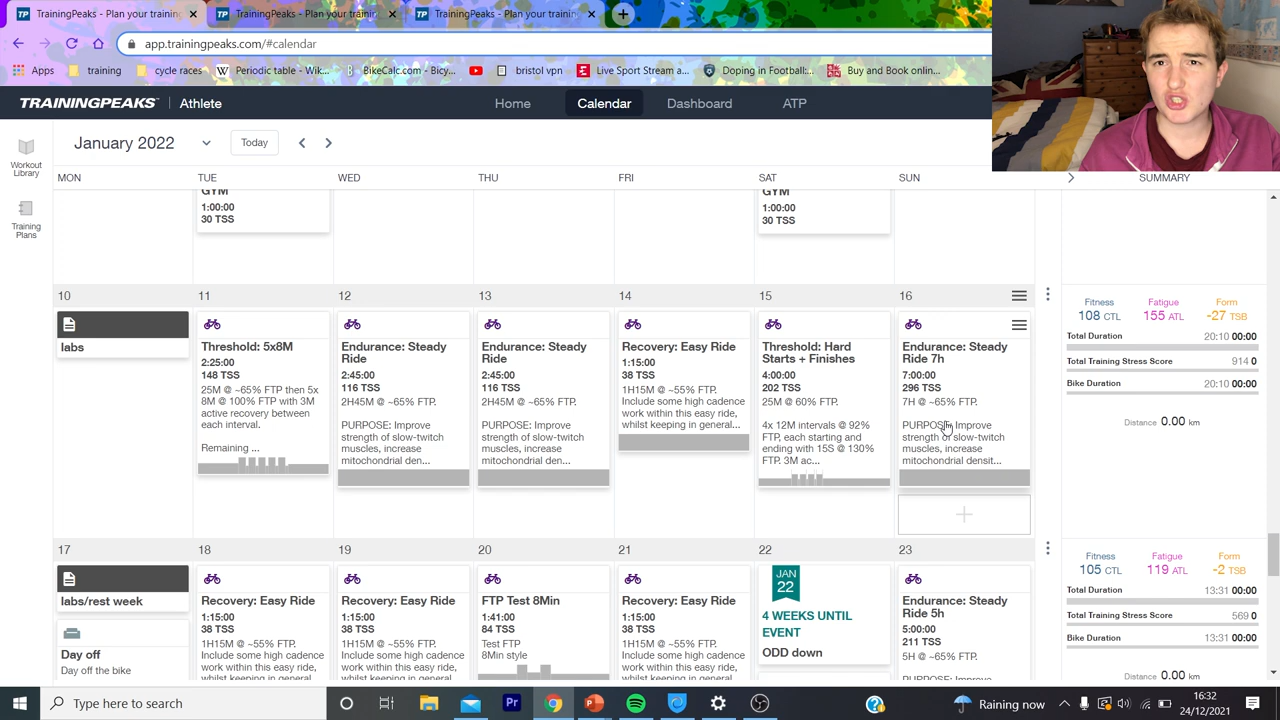 TrainingPeaks - Plan your training
TrainingPeaks - Plan your training
TrainingPeaks - Plan your training
app.trainingpeaks.com/#calendar
Apps
training
cycle races
Periodic table - Wik...
BikeCalc.com - Bicy...
bristol vpn
Live Sport Stream a...
Doping in Football:...
Buy and Book onlin...
TRAININGPEAKS
Athlete
Home
Calendar
Dashboard
ATP
January 2022
Today
Workout
Library
Training
Plans
MON
TUE
WED
THU
FRI
SAT
SUN
SUMMARY
GYM
1:00:00
30 TSS
GYM
1:00:00
30 TSS
10
labs
11
Threshold: 5x8M
2:25:00
148 TSS
25M @ ~65% FTP then 5x
8M @ 100% FTP with 3M
active recovery between
each interval.
Remaining ...
12
Endurance: Steady
Ride
2:45:00
116 TSS
2H45M @ ~65% FTP.
PURPOSE: Improve
strength of slow-twitch
muscles, increase
mitochondrial den...
13
Endurance: Steady
Ride
2:45:00
116 TSS
2H45M @ ~65% FTP.
PURPOSE: Improve
strength of slow-twitch
muscles, increase
mitochondrial den...
14
Recovery: Easy Ride
1:15:00
38 TSS
1H15M @ ~55% FTP.
Include some high cadence
work within this easy ride,
whilst keeping in general...
15
Threshold: Hard
Starts + Finishes
4:00:00
202 TSS
25M @ 60% FTP.
4x 12M intervals @ 92%
FTP, each starting and
ending with 15S @ 130%
FTP. 3M ac...
16
Endurance: Steady
Ride 7h
7:00:00
296 TSS
7H @ ~65% FTP.
PURPOSE: Improve
strength of slow-twitch
muscles, increase
mitochondrial densit...
Fitness
108 CTL
Fatigue
155 ATL
Form
-27 TSB
Total Duration 20:10 00:00
Total Training Stress Score 914 0
Bike Duration 20:10 00:00
Distance 0.00 km
17
labs/rest week
Day off
Day off the bike
18
Recovery: Easy Ride
1:15:00
38 TSS
1H15M @ ~55% FTP.
Include some high cadence
work within this easy ride,
whilst keeping in general...
19
Recovery: Easy Ride
1:15:00
38 TSS
1H15M @ ~55% FTP.
Include some high cadence
work within this easy ride,
whilst keeping in general...
20
FTP Test 8Min
1:41:00
84 TSS
Test FTP
8Min style
21
Recovery: Easy Ride
1:15:00
38 TSS
1H15M @ ~55% FTP.
Include some high cadence
work within this easy ride,
whilst keeping in general...
22
JAN
22
4 WEEKS UNTIL
EVENT
ODD down
23
Endurance: Steady
Ride 5h
5:00:00
211 TSS
5H @ ~65% FTP.
PURPOSE: Improve
Fitness
105 CTL
Fatigue
119 ATL
Form
-2 TSB
Total Duration 13:31 00:00
Total Training Stress Score 569 0
Bike Duration 13:31 00:00
Distance 0.00 km
Type here to search
Raining now
16:32
24/12/2021